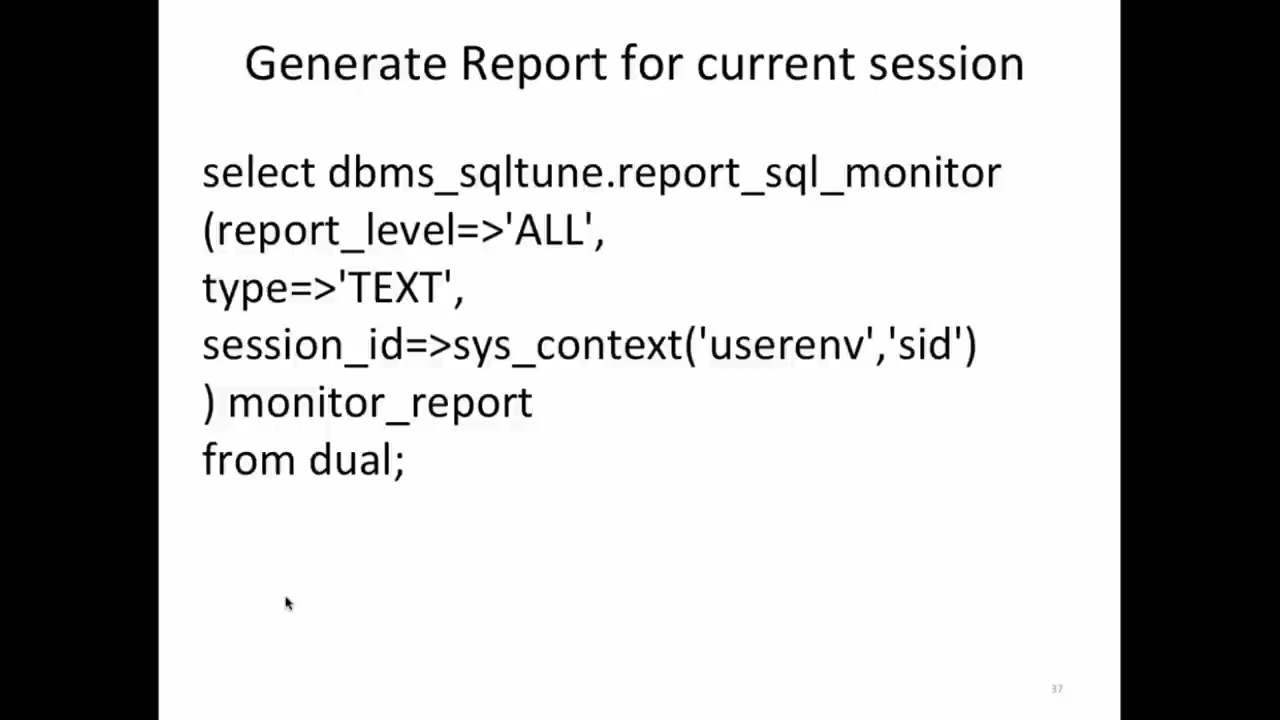 Generate Report for current session
select dbms_sqltune.report_sql_monitor
(report_level=>'ALL',
type=>'TEXT',
session_id=>sys_context('userenv','sid')
) monitor_report
from dual;
37